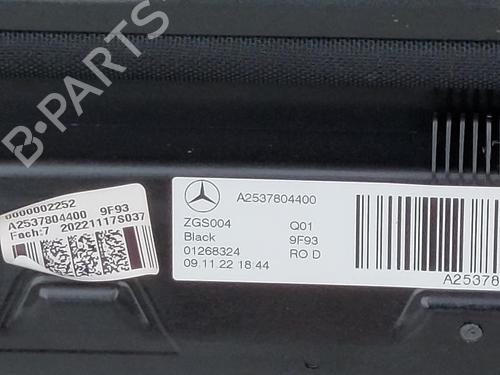 B-PARTS
0000002252
A2537804400 9F93
Fach:7 20221117S037
A2537804400
ZGS004 Q01
Black 9F93
01268324 RO D
09.11.22 18:44
A25378